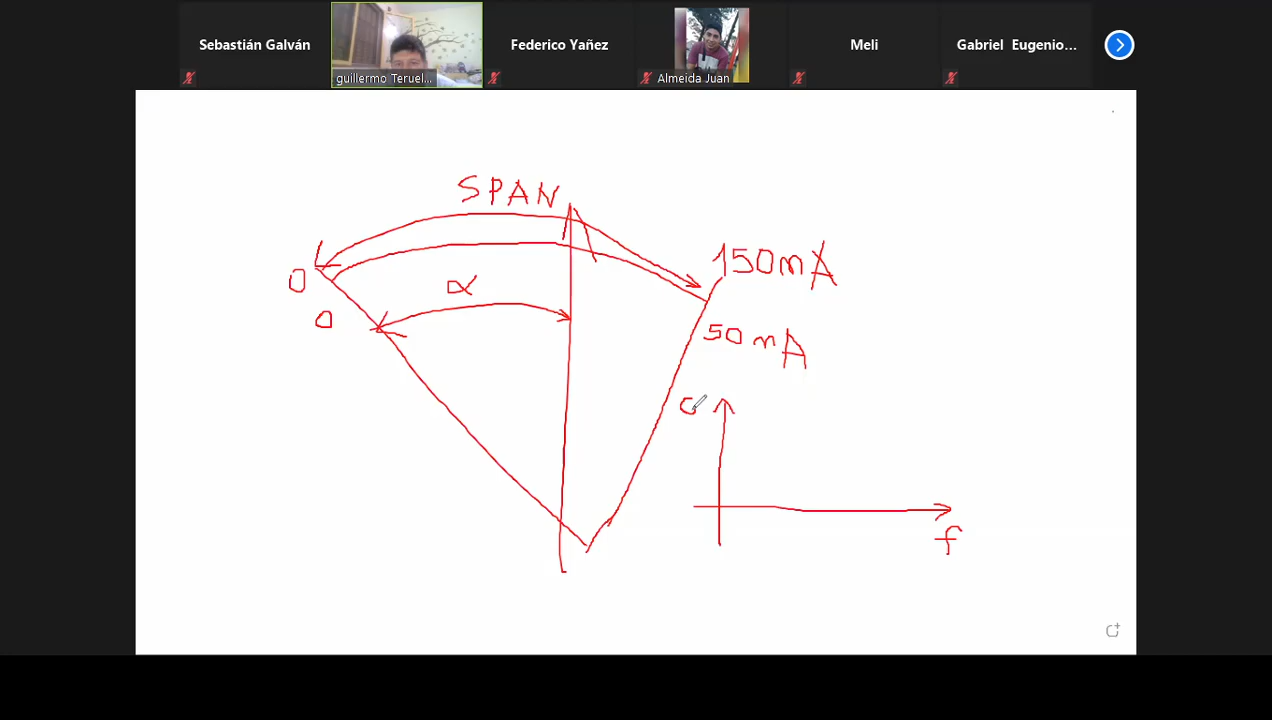 Sebastián Galván
guillermo Teruel...
Federico Yañez
Almeida Juan
Meli
Gabriel Eugenio...
SPAN
150mA
0
α
0
50mA
f